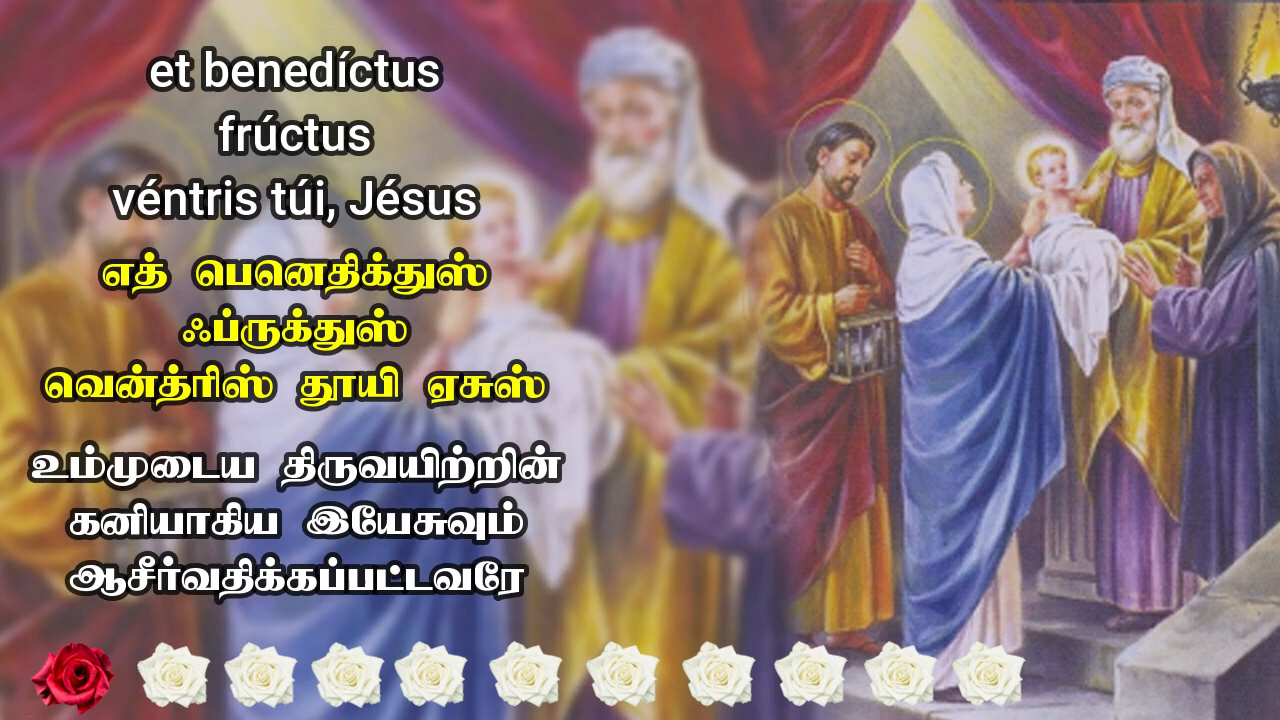 et benedíctus
frúctus
véntris túi, Jésus
எத் பெனெதிக்துஸ்
ஃப்ருக்துஸ்
வென்த்ரிஸ் தூயி ஏசுஸ்
உம்முடைய திருவயிற்றின்
கனியாகிய இயேசுவும்
ஆசீர்வதிக்கப்பட்டவரே